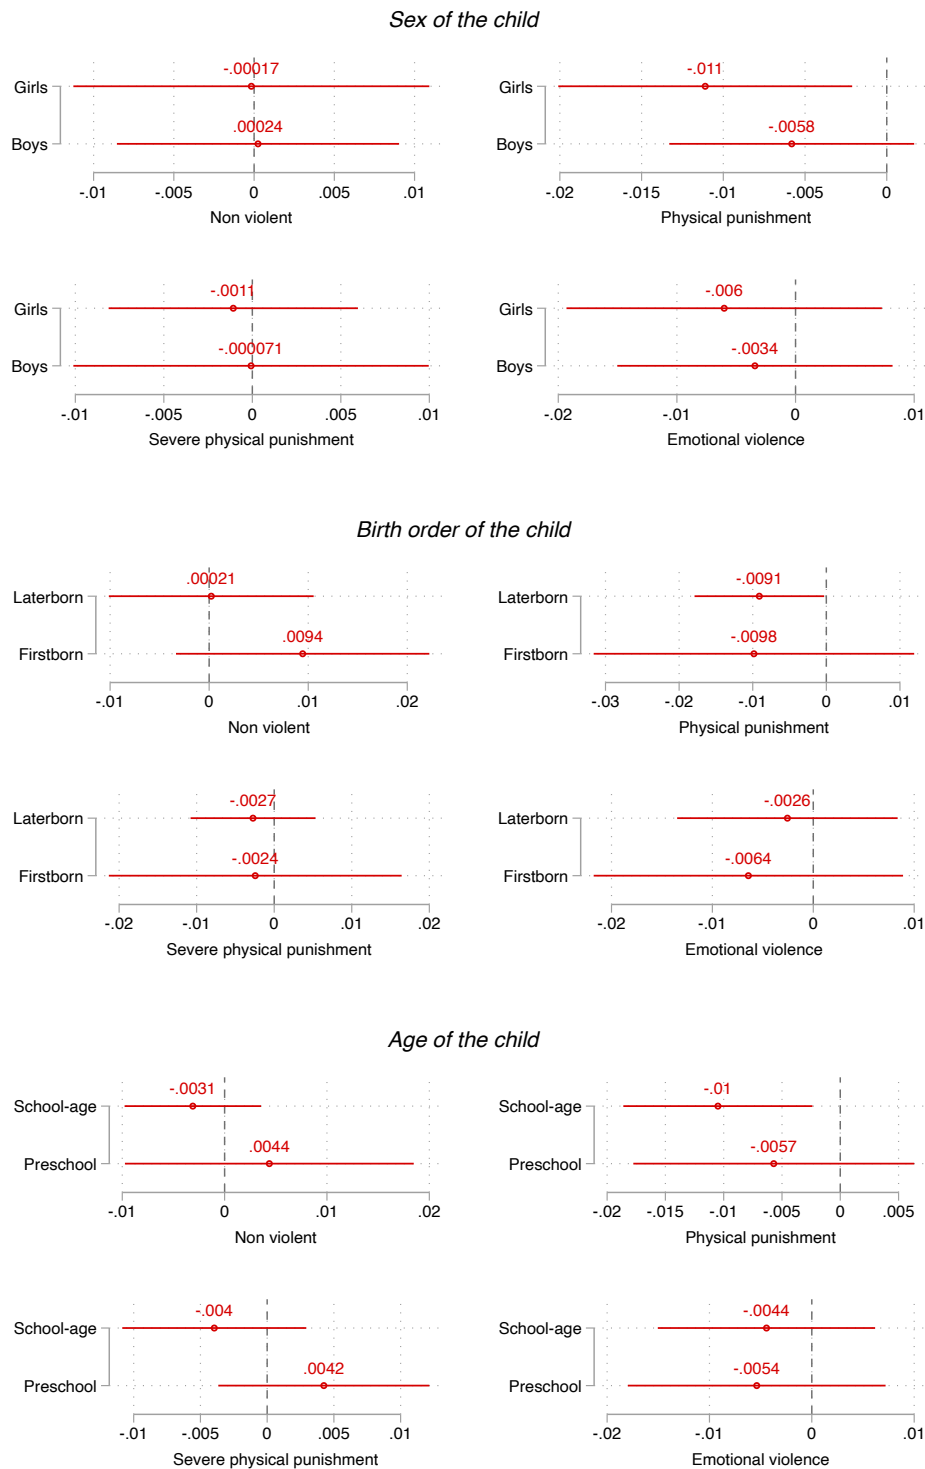 Sex of the child
-.00017 -.011
Girls Girls
.00024 -.0058
Boys Boys
-.01 -.005 0 .005 .01 -.02 -.015 -.01 -.005 0
Non violent Physical punishment
-.0011 -.006
Girls Girls
-.000071 -.0034
Boys Boys
-.01 -.005 0 .005 .01 -.02 -.01 0 .01
Severe physical punishment Emotional violence
Birth order of the child
.00021 -.0091
Laterborn Laterborn
.0094 -.0098
Firstborn Firstborn
-.01 0 .01 .02 -.03 -.02 -.01 0 .01
Non violent Physical punishment
-.0027 -.0026
Laterborn Laterborn
-.0024 -.0064
Firstborn Firstborn
-.02 -.01 0 .01 .02 -.02 -.01 0 .01
Severe physical punishment Emotional violence
Age of the child
-.0031 -.01
School-age School-age
.0044 -.0057
Preschool Preschool
-.01 0 .01 .02 -.02 -.015 -.01 -.005 0 .005
Non violent Physical punishment
-.004 -.0044
School-age School-age
.0042 -.0054
Preschool Preschool
-.01 -.005 0 .005 .01 -.02 -.01 0 .01
Severe physical punishment Emotional violence